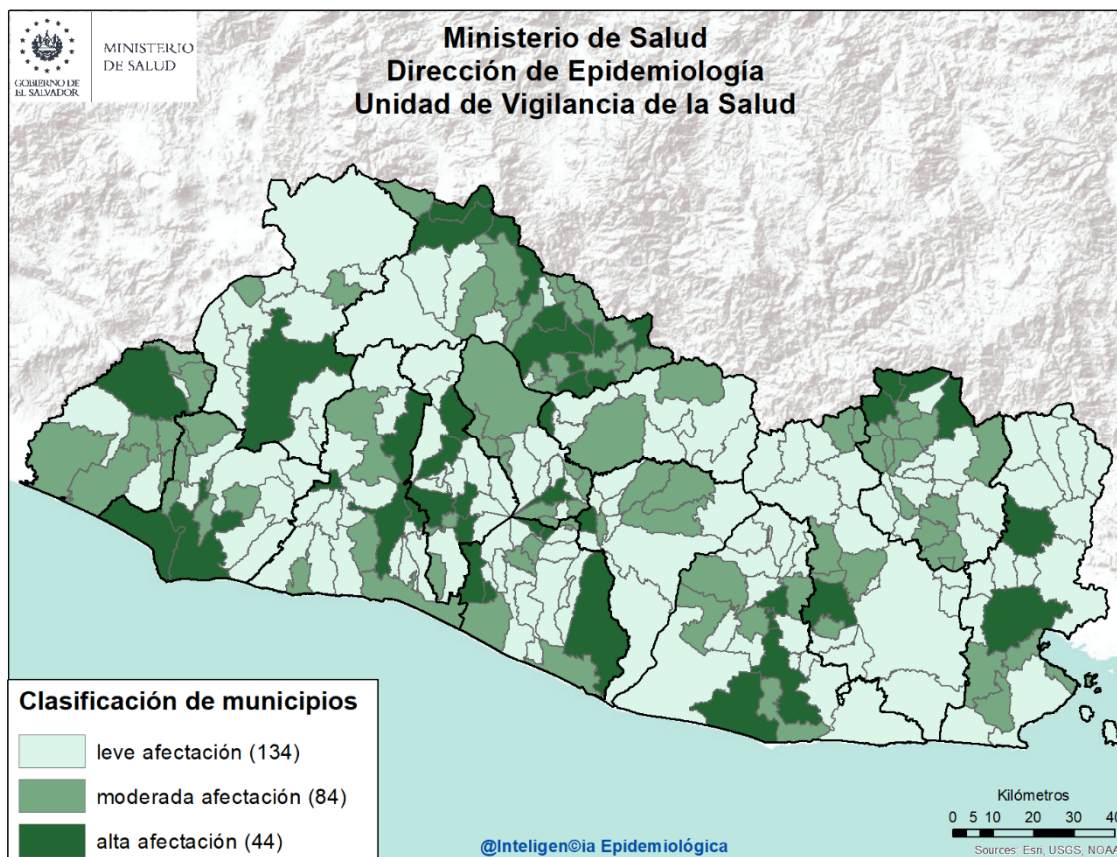 GOBIERNO DE
EL SALVADOR
MINISTERIO
DE SALUD
Ministerio de Salud
Dirección de Epidemiología
Unidad de Vigilancia de la Salud
Clasificación de municipios
leve afectación (134)
moderada afectación (84)
alta afectación (44)
@Inteligen©ia Epidemiológica
Kilómetros
0 5 10 20 30 40
Sources: Esri, USGS, NOAA